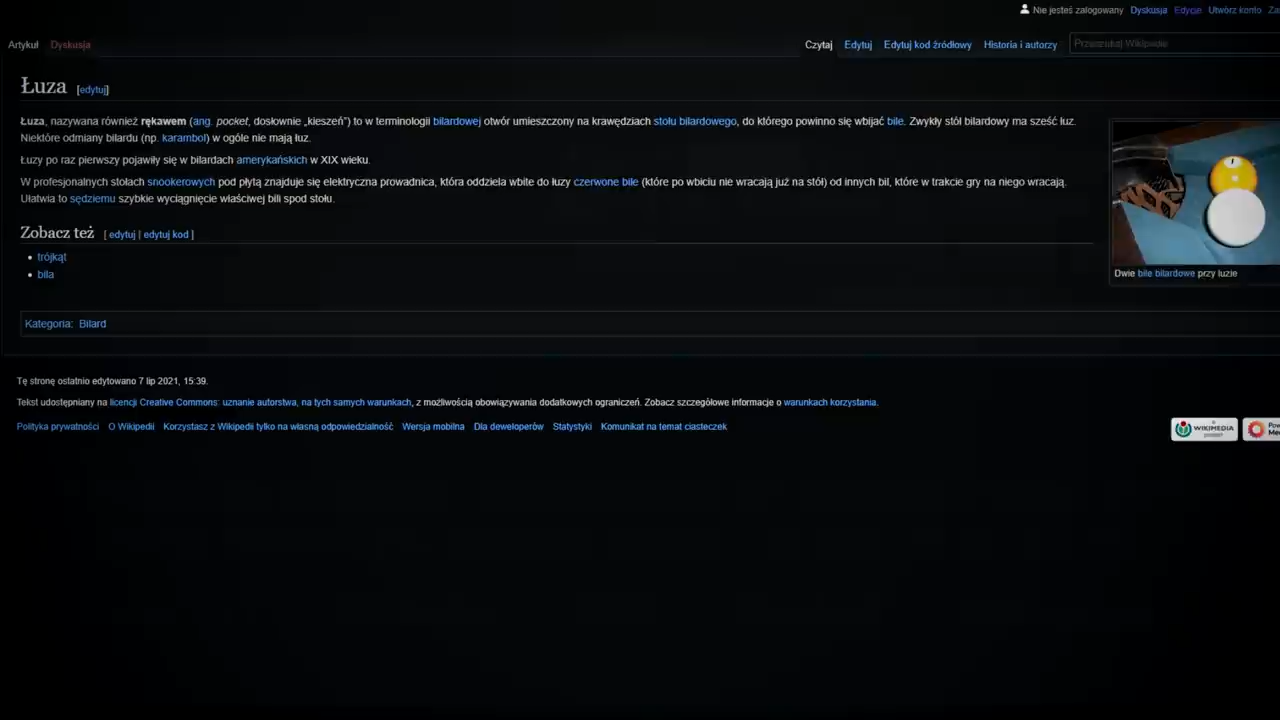 Nie jesteś zalogowany Dyskusja Edycje Utwórz konto
Artykuł Dyskusja Czytaj Edytuj Edytuj kod źródłowy Historia i autorzy Przeszukaj Wikipedię
Łuza [edytuj]
Łuza, nazywana również rękawem (ang. pocket, dosłownie „kieszeń”) to w terminologii bilardowej otwór umieszczony na krawędziach stołu bilardowego, do którego powinno się wbijać bile. Zwykły stół bilardowy ma sześć łuz.
Niektóre odmiany bilardu (np. karambol) w ogóle nie mają łuz.
Łuzy po raz pierwszy pojawiły się w bilardach amerykańskich w XIX wieku.
W profesjonalnych stołach snookerowych pod płytą znajduje się elektryczna prowadnica, która oddziela wbite do łuzy czerwone bile (które po wbiciu nie wracają już na stół) od innych bil, które w trakcie gry na niego wracają.
Ułatwia to sędziemu szybkie wyciągnięcie właściwej bili spod stołu.
Zobacz też [ edytuj | edytuj kod ]
• trójkąt
• bila
Dwie bile bilardowe przy łuzie
Kategoria: Bilard
Tę stronę ostatnio edytowano 7 lip 2021, 15:39.
Tekst udostępniany na licencji Creative Commons: uznanie autorstwa, na tych samych warunkach, z możliwością obowiązywania dodatkowych ograniczeń. Zobacz szczegółowe informacje o warunkach korzystania.
Polityka prywatności O Wikipedii Korzystasz z Wikipedii tylko na własną odpowiedzialność Wersja mobilna Dla deweloperów Statystyki Komunikat na temat ciasteczek
WIKIMEDIA